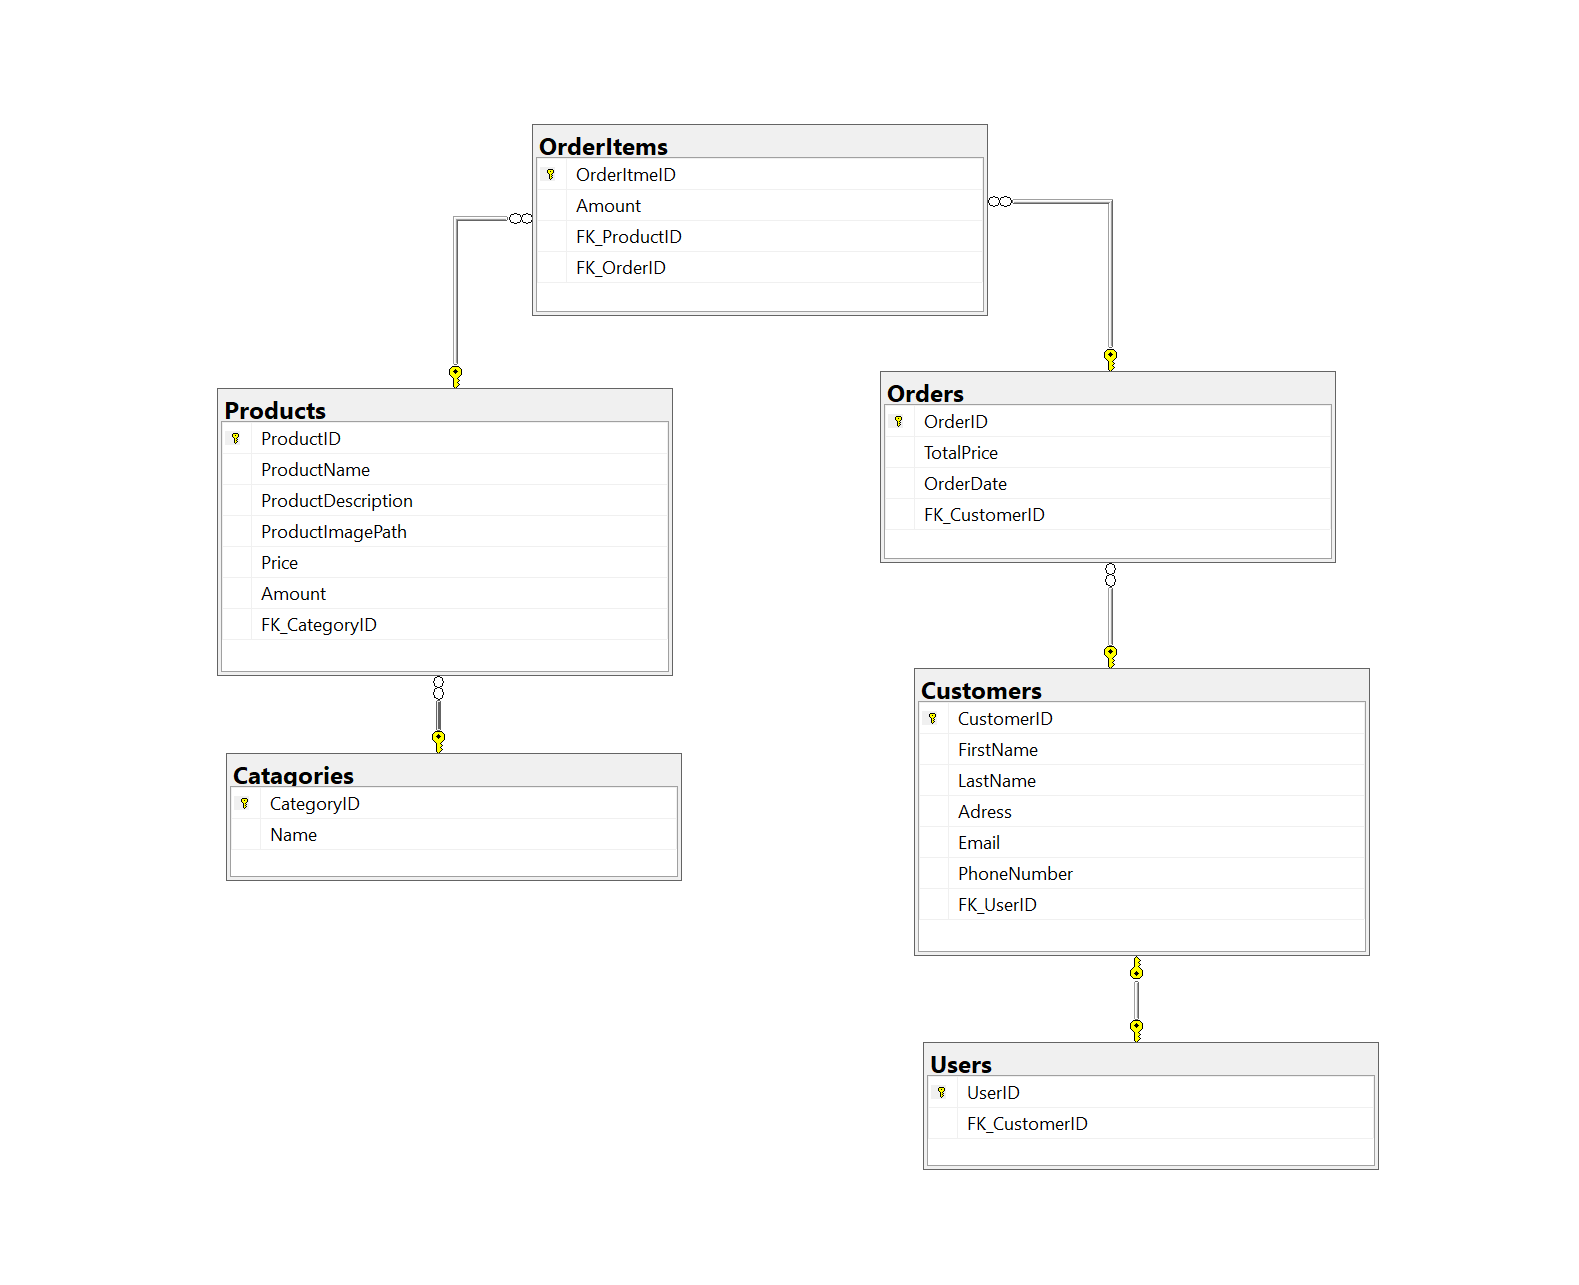 OrderItems
OrderItmeID
Amount
FK_ProductID
FK_OrderID
Products
ProductID
ProductName
ProductDescription
ProductImagePath
Price
Amount
FK_CategoryID
Orders
OrderID
TotalPrice
OrderDate
FK_CustomerID
Catagories
CategoryID
Name
Customers
CustomerID
FirstName
LastName
Adress
Email
PhoneNumber
FK_UserID
Users
UserID
FK_CustomerID